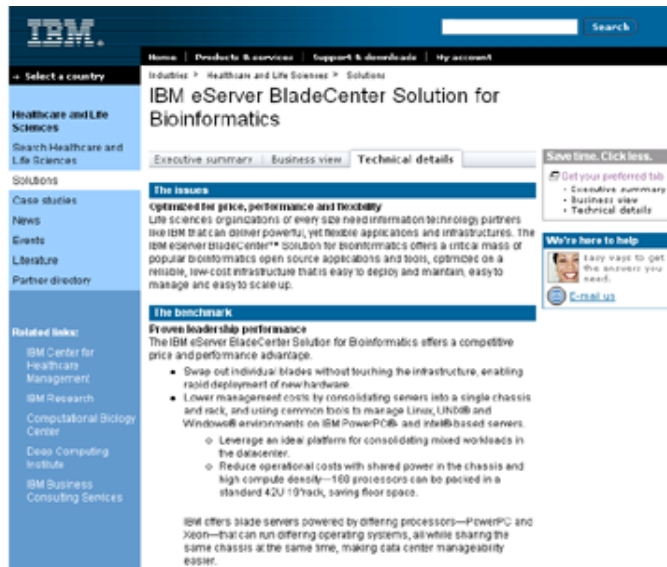 IBM.
Search
Home | Products & services | Support & downloads | My account
→ Select a country
Industries > Healthcare and Life Sciences > Solutions
IBM eServer BladeCenter Solution for
Bioinformatics
Healthcare and Life
Sciences
Search Healthcare and
Life Sciences
Solutions
Case studies
News
Events
Literature
Partner directory
Related links:
IBM Center for
Healthcare
Management
IBM Research
Computational Biology
Center
Deep Computing
Institute
IBM Business
Consulting Services
Executive summary | Business view | Technical details
The issues
Optimized for price, performance and flexibility
Life sciences organizations of every size need information technology partners
like IBM that can deliver powerful, yet flexible applications and infrastructures. The
IBM eServer BladeCenter™ Solution for Bioinformatics offers a critical mass of
popular bioinformatics open source applications and tools, optimized on a
reliable, low-cost infrastructure that is easy to deploy and maintain, easy to
manage and easy to scale up.
The benchmark
Proven leadership performance
The IBM eServer BladeCenter Solution for Bioinformatics offers a competitive
price and performance advantage.
• Swap out individual blades without touching the infrastructure, enabling
rapid deployment of new hardware.
• Lower management costs by consolidating servers into a single chassis
and rack, and using common tools to manage Linux, UNIX® and
Windows® environments on IBM PowerPC® and Intel®-based servers.
○ Leverage an ideal platform for consolidating mixed workloads in
the datacenter.
○ Reduce operational costs with shared power in the chassis and
high compute density—168 processors can be packed in a
standard 42U 19"rack, saving floor space.
IBM offers blade servers powered by differing processors—PowerPC and
Xeon—that can run differing operating systems, all while sharing the
same chassis at the same time, making data center manageability
easier.
Save time. Click less.
Get your preferred tab
• Executive summary
• Business view
• Technical details
We're here to help
Easy ways to get
the answers you
need.
E-mail us